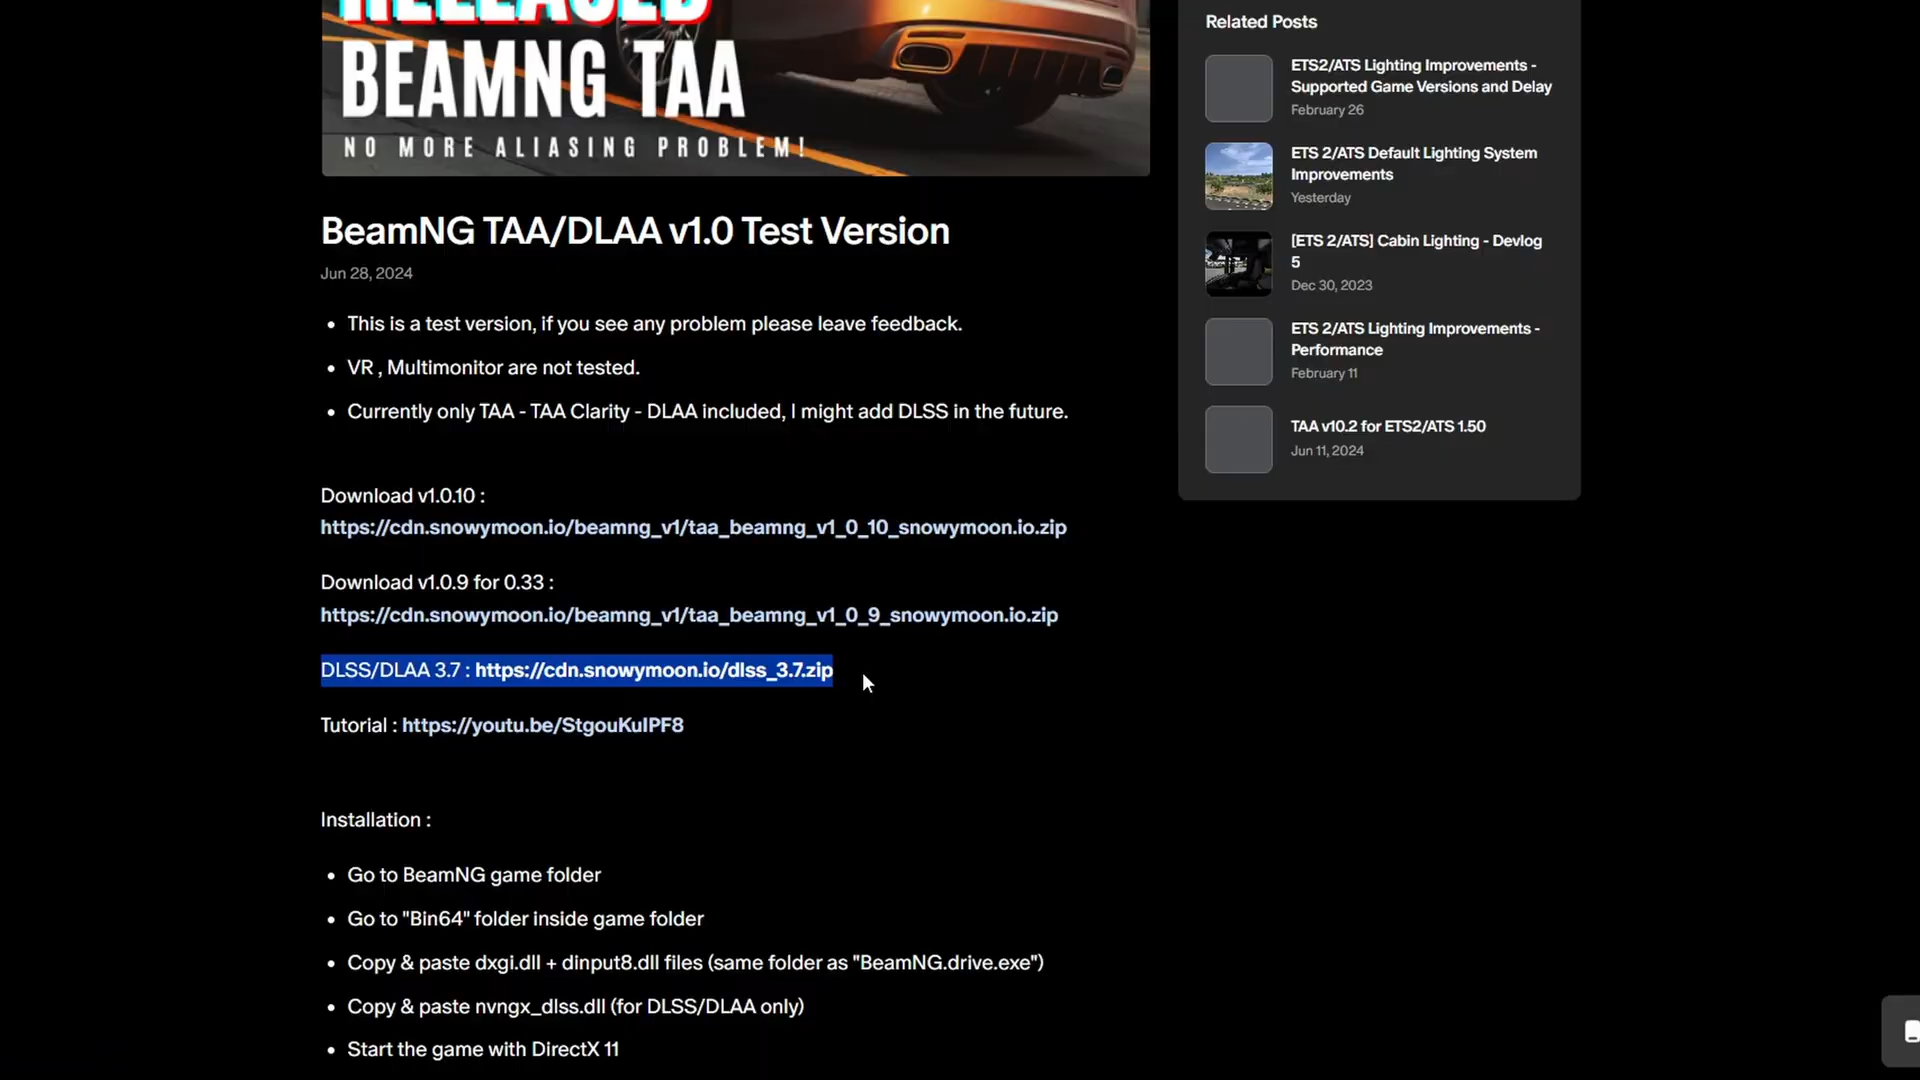 RELEASED
BEAMNG TAA
NO MORE ALIASING PROBLEM!
BeamNG TAA/DLAA v1.0 Test Version
Jun 28, 2024
• This is a test version, if you see any problem please leave feedback.
• VR , Multimonitor are not tested.
• Currently only TAA - TAA Clarity - DLAA included, I might add DLSS in the future.
Download v1.0.10 :
https://cdn.snowymoon.io/beamng_v1/taa_beamng_v1_0_10_snowymoon.io.zip
Download v1.0.9 for 0.33 :
https://cdn.snowymoon.io/beamng_v1/taa_beamng_v1_0_9_snowymoon.io.zip
DLSS/DLAA 3.7 : https://cdn.snowymoon.io/dlss_3.7.zip
Tutorial : https://youtu.be/StgouKuIPF8
Installation :
• Go to BeamNG game folder
• Go to "Bin64" folder inside game folder
• Copy & paste dxgi.dll + dinput8.dll files (same folder as "BeamNG.drive.exe")
• Copy & paste nvngx_dlss.dll (for DLSS/DLAA only)
• Start the game with DirectX 11
Related Posts
ETS2/ATS Lighting Improvements -
Supported Game Versions and Delay
February 26
ETS 2/ATS Default Lighting System
Improvements
Yesterday
[ETS 2/ATS] Cabin Lighting - Devlog
5
Dec 30, 2023
ETS 2/ATS Lighting Improvements -
Performance
February 11
TAA v10.2 for ETS2/ATS 1.50
Jun 11, 2024